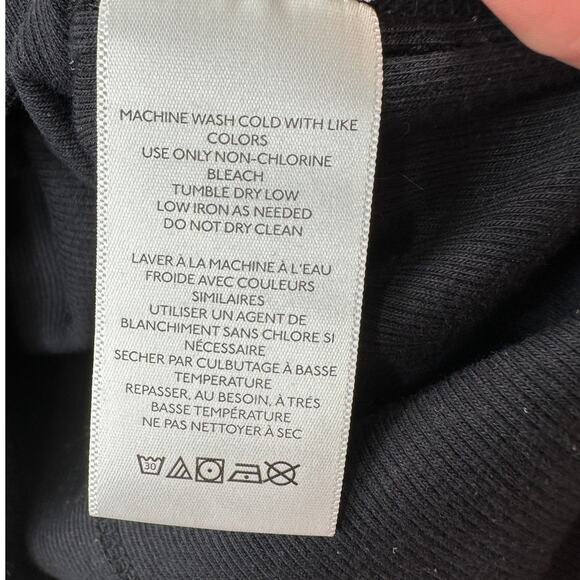 MACHINE WASH COLD WITH LIKE
COLORS
USE ONLY NON-CHLORINE
BLEACH
TUMBLE DRY LOW
LOW IRON AS NEEDED
DO NOT DRY CLEAN
LAVER À LA MACHINE À L'EAU
FROIDE AVEC COULEURS
SIMILAIRES
UTILISER UN AGENT DE
BLANCHIMENT SANS CHLORE SI
NÉCESSAIRE
SECHER PAR CULBUTAGE À BASSE
TEMPERATURE
REPASSER, AU BESOIN, À TRÉS
BASSE TEMPÉRATURE
NE PAS NETTOYER À SEC
30